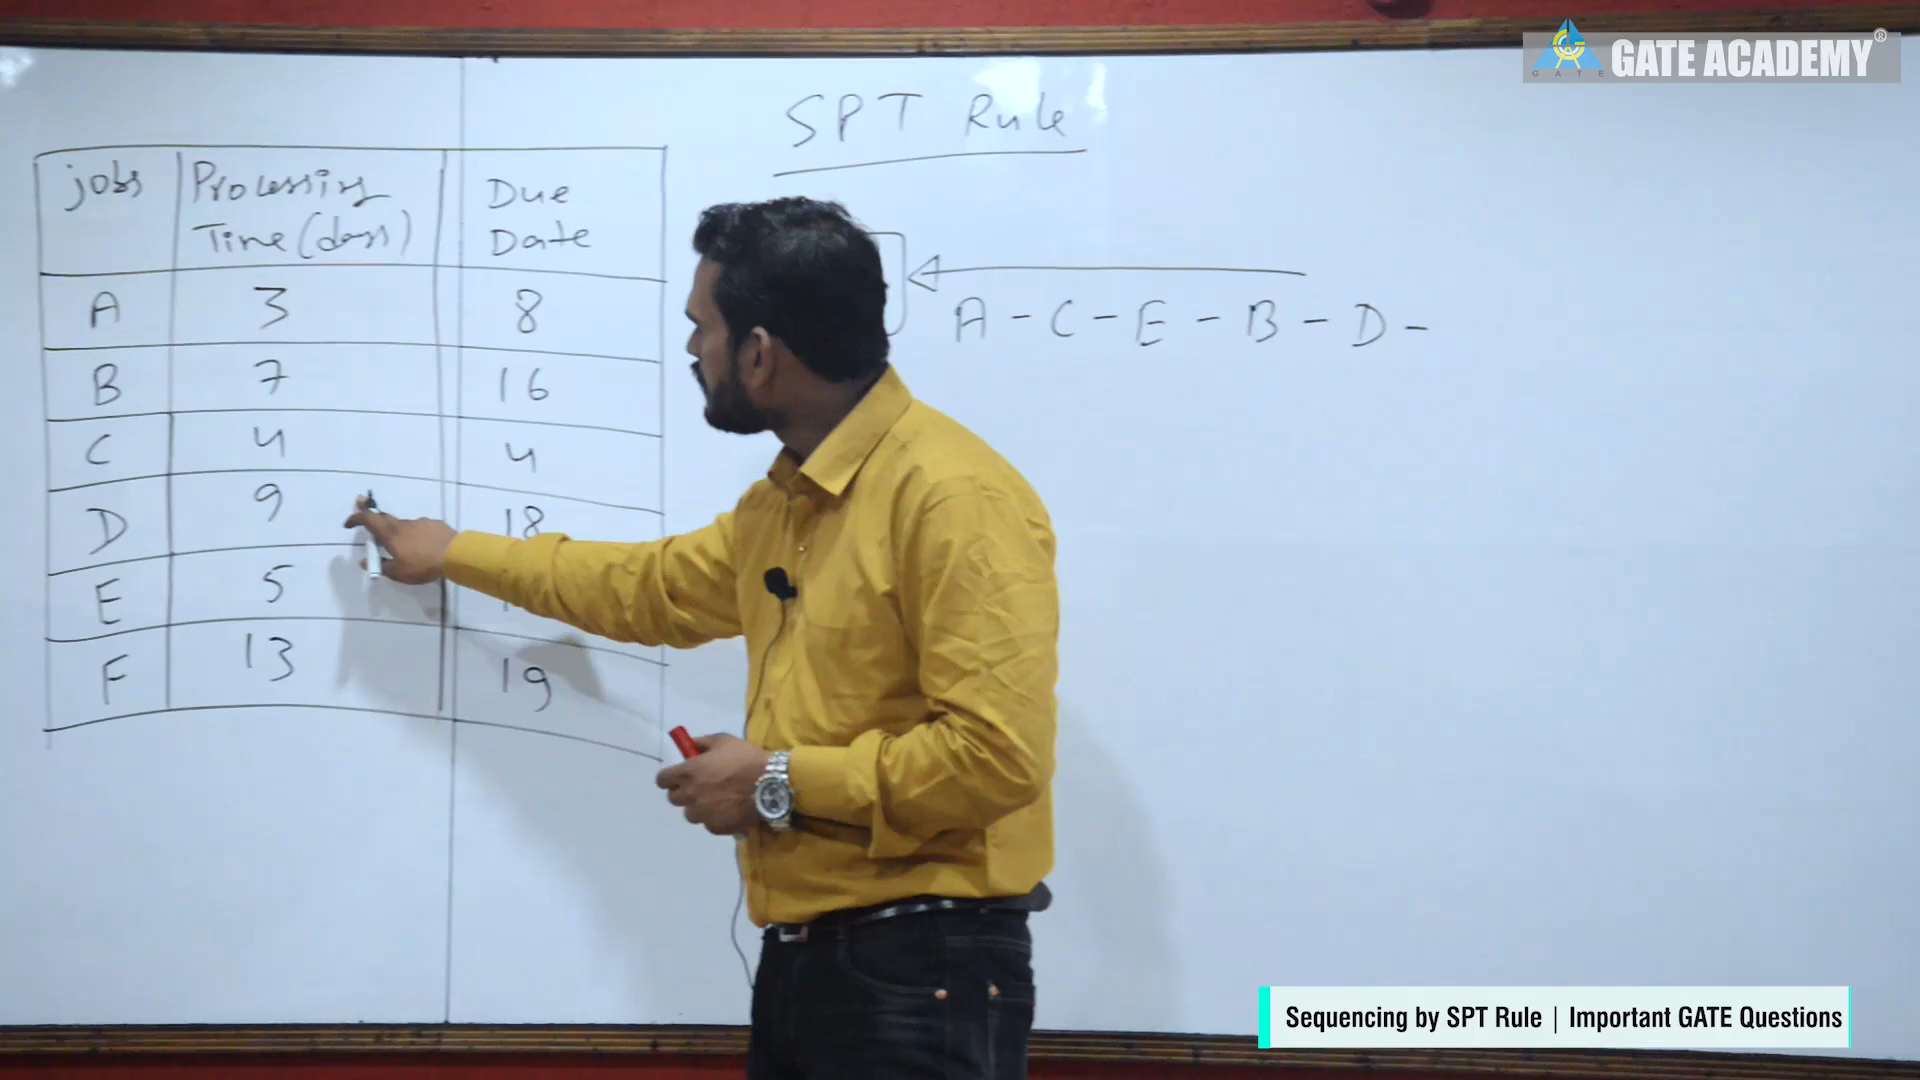 GATE
GATE ACADEMY®
SPT Rule
jobs Processing Time (days) Due Date
A 3 8
B 7 16
C 4 4
D 9 18
E 5
F 13 19
A - C - E - B - D -
Sequencing by SPT Rule | Important GATE Questions